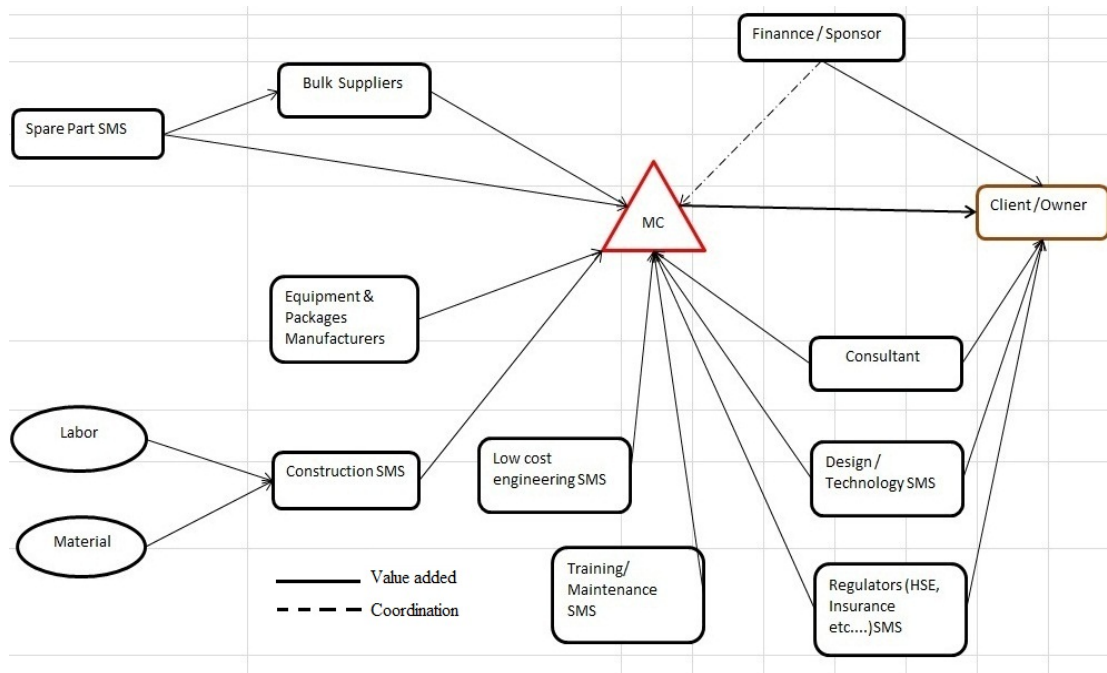 Finannce / Sponsor
Bulk Suppliers
Spare Part SMS
Client /Owner
MC
Equipment &
Packages
Manufacturers
Consultant
Labor
Construction SMS
Low cost
engineering SMS
Design /
Technology SMS
Material
Training/
Maintenance
SMS
Regulators (HSE,
Insurance
etc....)SMS
Value added
Coordination